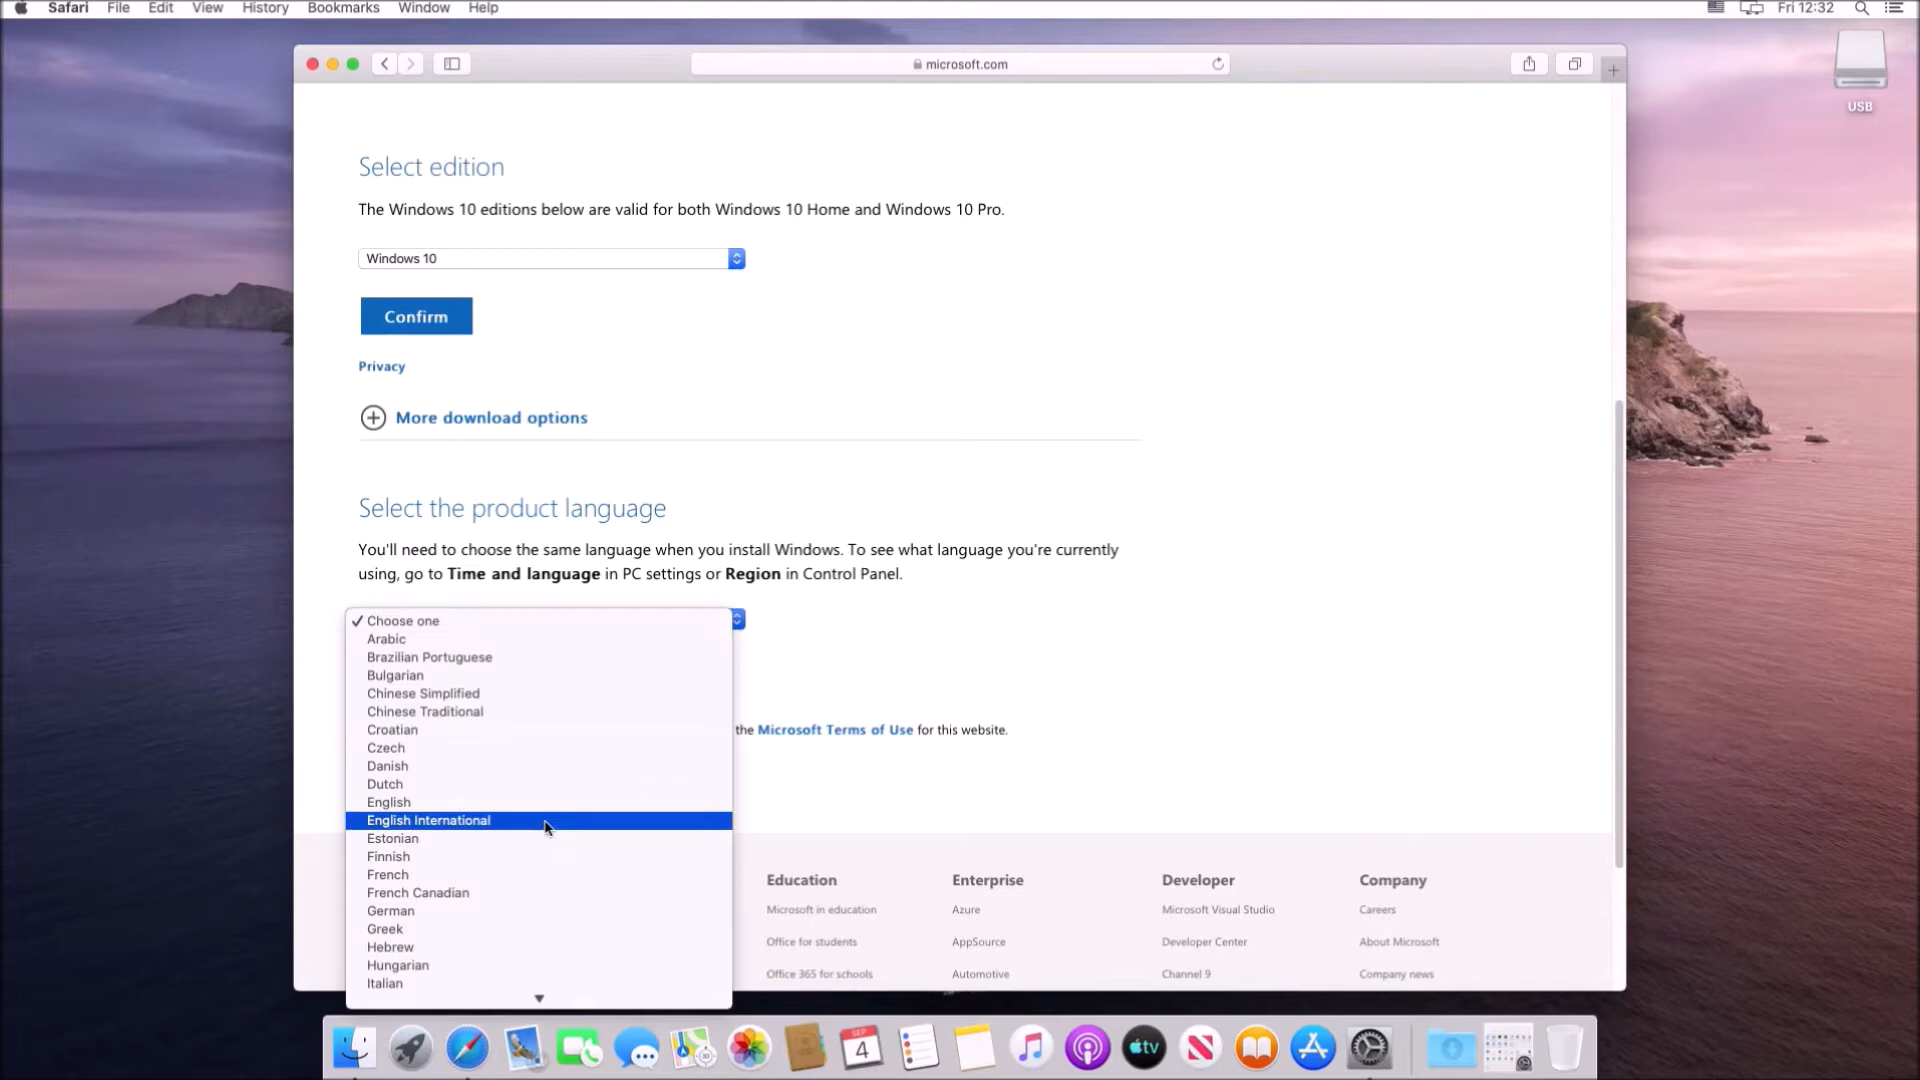 Safari File Edit View History Bookmarks Window Help
Fri 12:32
microsoft.com
USB
Select edition
The Windows 10 editions below are valid for both Windows 10 Home and Windows 10 Pro.
Windows 10
Confirm
Privacy
More download options
Select the product language
You'll need to choose the same language when you install Windows. To see what language you're currently
using, go to Time and language in PC settings or Region in Control Panel.
Choose one
Arabic
Brazilian Portuguese
Bulgarian
Chinese Simplified
Chinese Traditional
Croatian
Czech
Danish
Dutch
English
English International
Estonian
Finnish
French
French Canadian
German
Greek
Hebrew
Hungarian
Italian
the Microsoft Terms of Use for this website.
Education
Microsoft in education
Office for students
Office 365 for schools
Enterprise
Azure
AppSource
Automotive
Developer
Microsoft Visual Studio
Developer Center
Channel 9
Company
Careers
About Microsoft
Company news
SEP
4
tv